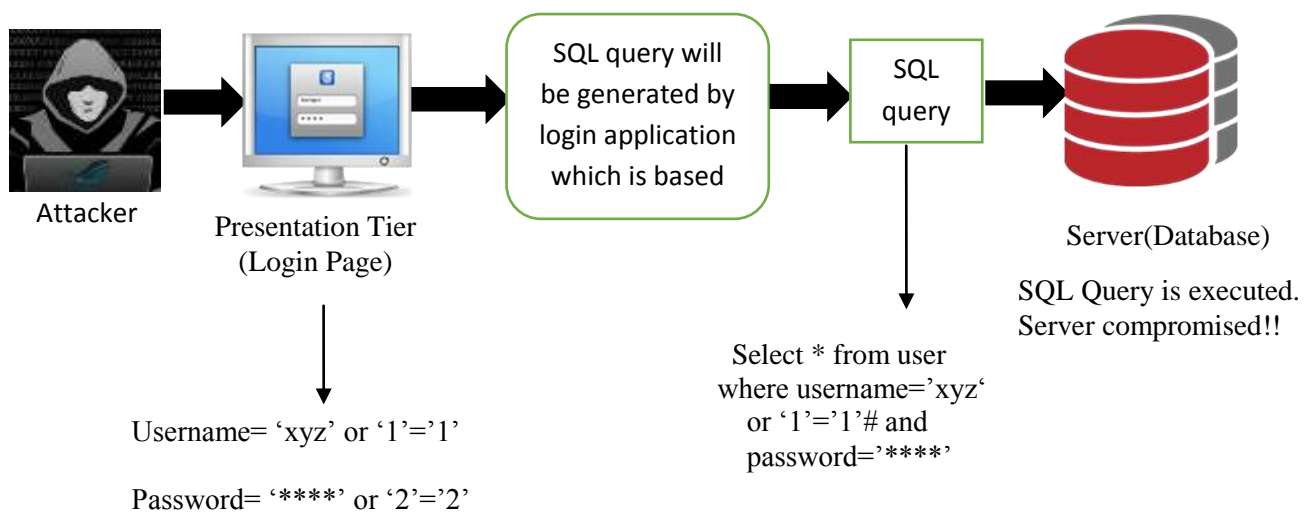 Attacker
Presentation Tier
(Login Page)
SQL query will
be generated by
login application
which is based
SQL
query
Server(Database)
SQL Query is executed.
Server compromised!!
Username= ‘xyz’ or ‘1’=’1’
Password= ‘****’ or ‘2’=’2’
Select * from user
where username=’xyz‘
or ‘1’=’1’# and
password=’****’